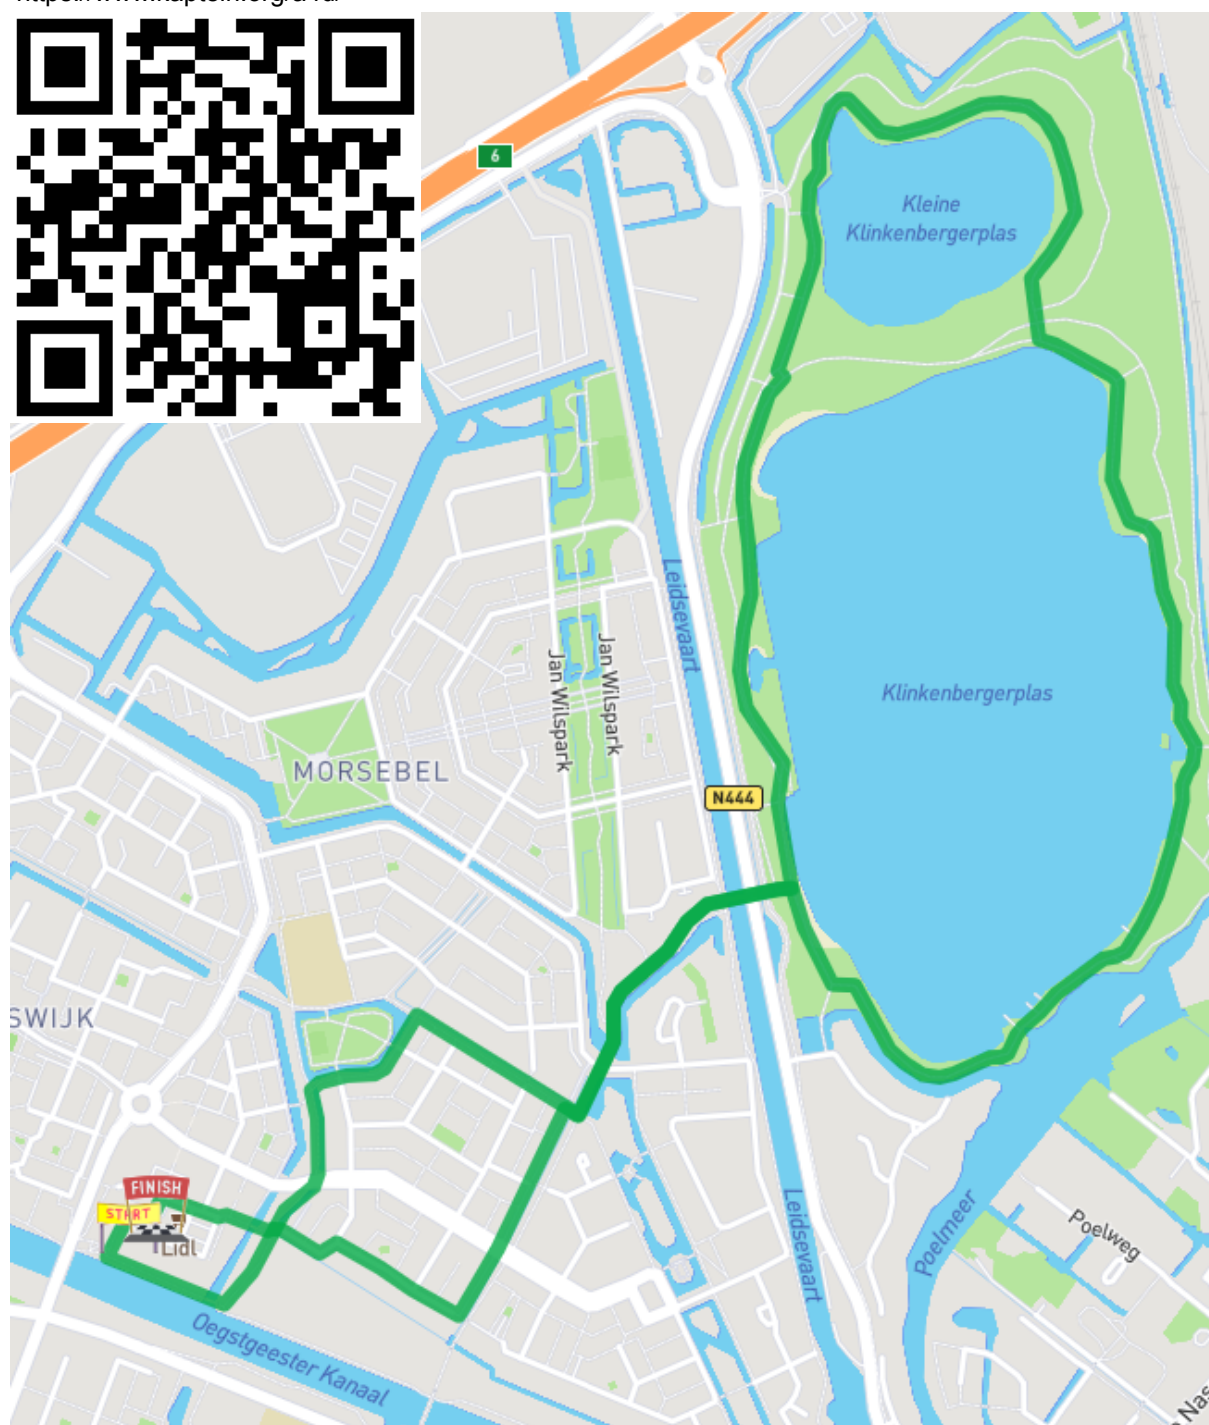 6
Kleine
Klinkenbergerplas
Leidsevaart
Jan Wilspark
Jan Wilspark
Klinkenbergerplas
MORSEBEL
N444
SWIJK
FINISH
START
Lidl
Oegstgeester Kanaal
Leidsevaart
Poelmeer
Poelweg
Nas